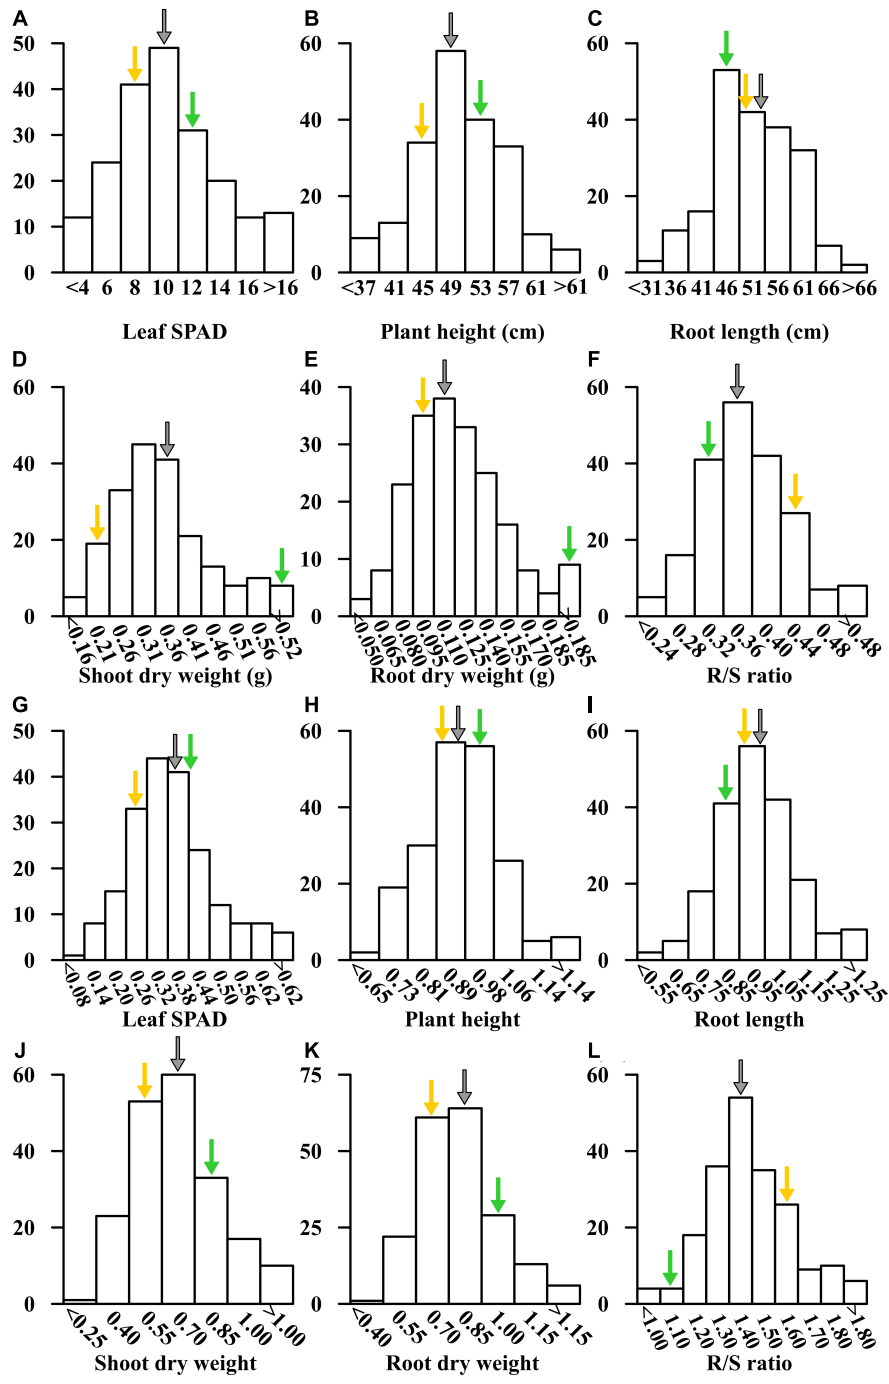 A
50
40
30
20
10
0
<4 6 8 10 12 14 16 >16
Leaf SPAD
B
60
40
20
0
<37 41 45 49 53 57 61 >61
Plant height (cm)
C
60
40
20
0
<31 36 41 46 51 56 61 66 >66
Root length (cm)
D
60
40
20
0
<0.16 0.21 0.26 0.31 0.36 0.41 0.46 0.51 0.56 >0.52
Shoot dry weight (g)
E
40
30
20
10
0
<0.050 0.065 0.080 0.095 0.110 0.125 0.140 0.155 0.170 0.185 >0.185
Root dry weight (g)
F
60
40
20
0
<0.24 0.28 0.32 0.36 0.40 0.44 0.48 >0.48
R/S ratio
G
50
40
30
20
10
0
<0.08 0.14 0.20 0.26 0.32 0.38 0.44 0.50 0.56 0.62 >0.62
Leaf SPAD
H
60
40
20
0
<0.65 0.73 0.81 0.89 0.98 1.06 1.14 >1.14
Plant height
I
60
40
20
0
<0.55 0.65 0.75 0.85 0.95 1.05 1.15 1.25 >1.25
Root length
J
60
40
20
0
<0.25 0.40 0.55 0.70 0.85 1.00 >1.00
Shoot dry weight
K
75
50
25
0
<0.40 0.55 0.70 0.85 1.00 1.15 >1.15
Root dry weight
L
60
40
20
0
<1.00 1.10 1.20 1.30 1.40 1.50 1.60 1.70 1.80 >1.80
R/S ratio